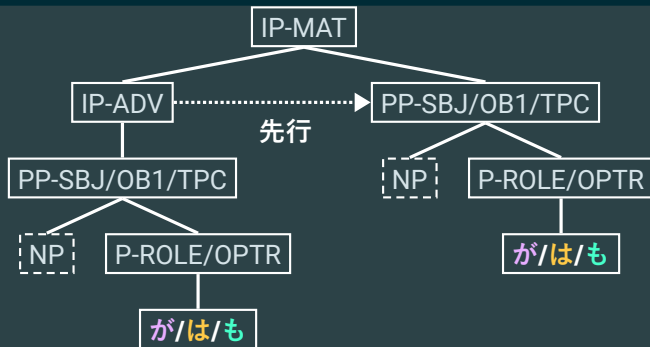 IP-MAT
IP-ADV
PP-SBJ/OB1/TPC
先行
PP-SBJ/OB1/TPC
NP
P-ROLE/OPTR
NP
P-ROLE/OPTR
が/は/も
が/は/も